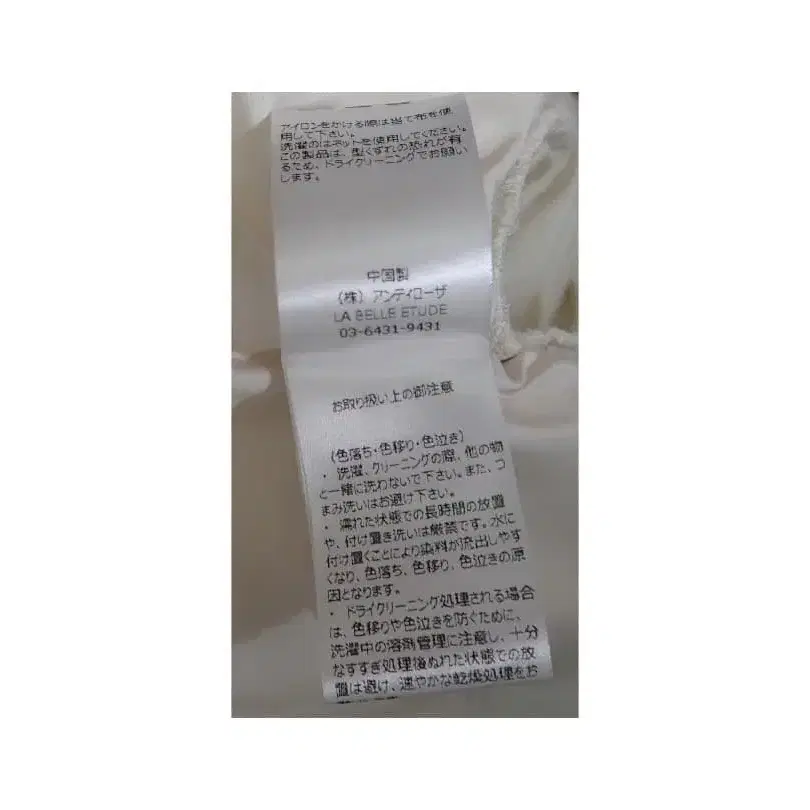 アイロンをかける際は当て布を使
用して下さい。
洗濯のはネットを使用してください。
この製品は、型くずれの恐れが有
るため、ドライクリーニングでお願い
します。
中国製
（株）アンティローザ
LA BELLE ETUDE
03-6431-9431
お取り扱い上の御注意
（色落ち・色移り・色泣き）
・ 洗濯、クリーニングの際、他の物
と一緒に洗わないで下さい。また、つ
まみ洗いはお避け下さい。
・ 濡れた状態での長時間の放置
や、付け置き洗いは厳禁です。水に
付け置くことにより染料が流出しやす
くなり、色落ち、色移り、色泣きの原
因となります。
・ ドライクリーニング処理される場合
は、色移りや色泣きを防ぐために、
洗濯中の溶剤管理に注意し、十分
なすすぎ処理後ぬれた状態での放
置は避け、速やかな乾燥処理をお